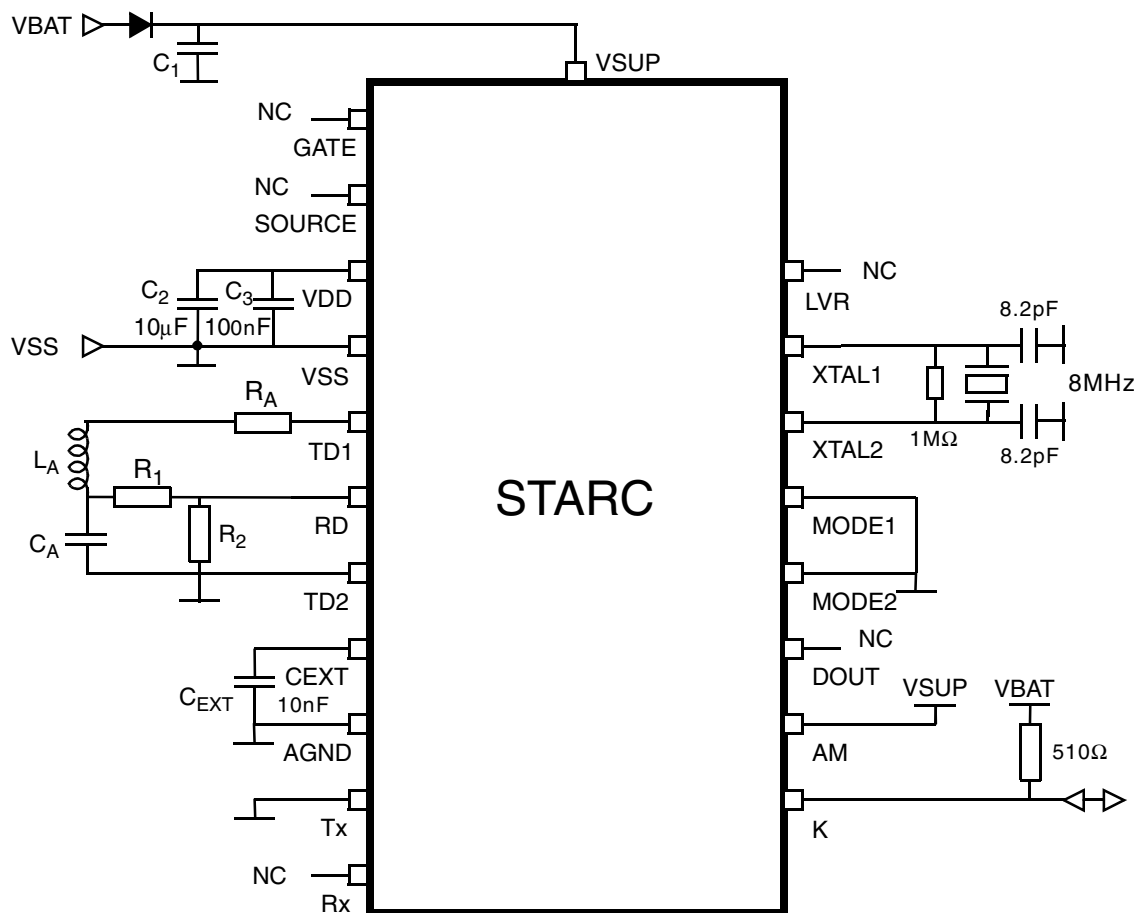 VBAT
C1
VSUP
NC
GATE
NC
SOURCE
C2
C3
VDD
10µF
100nF
VSS
VSS
RA
TD1
LA
R1
RD
CA
R2
TD2
CEXT
CEXT
10nF
AGND
Tx
NC
Rx
STARC
NC
LVR
8.2pF
XTAL1
8MHz
XTAL2
1MΩ
8.2pF
MODE1
MODE2
NC
DOUT
VSUP
VBAT
AM
510Ω
K